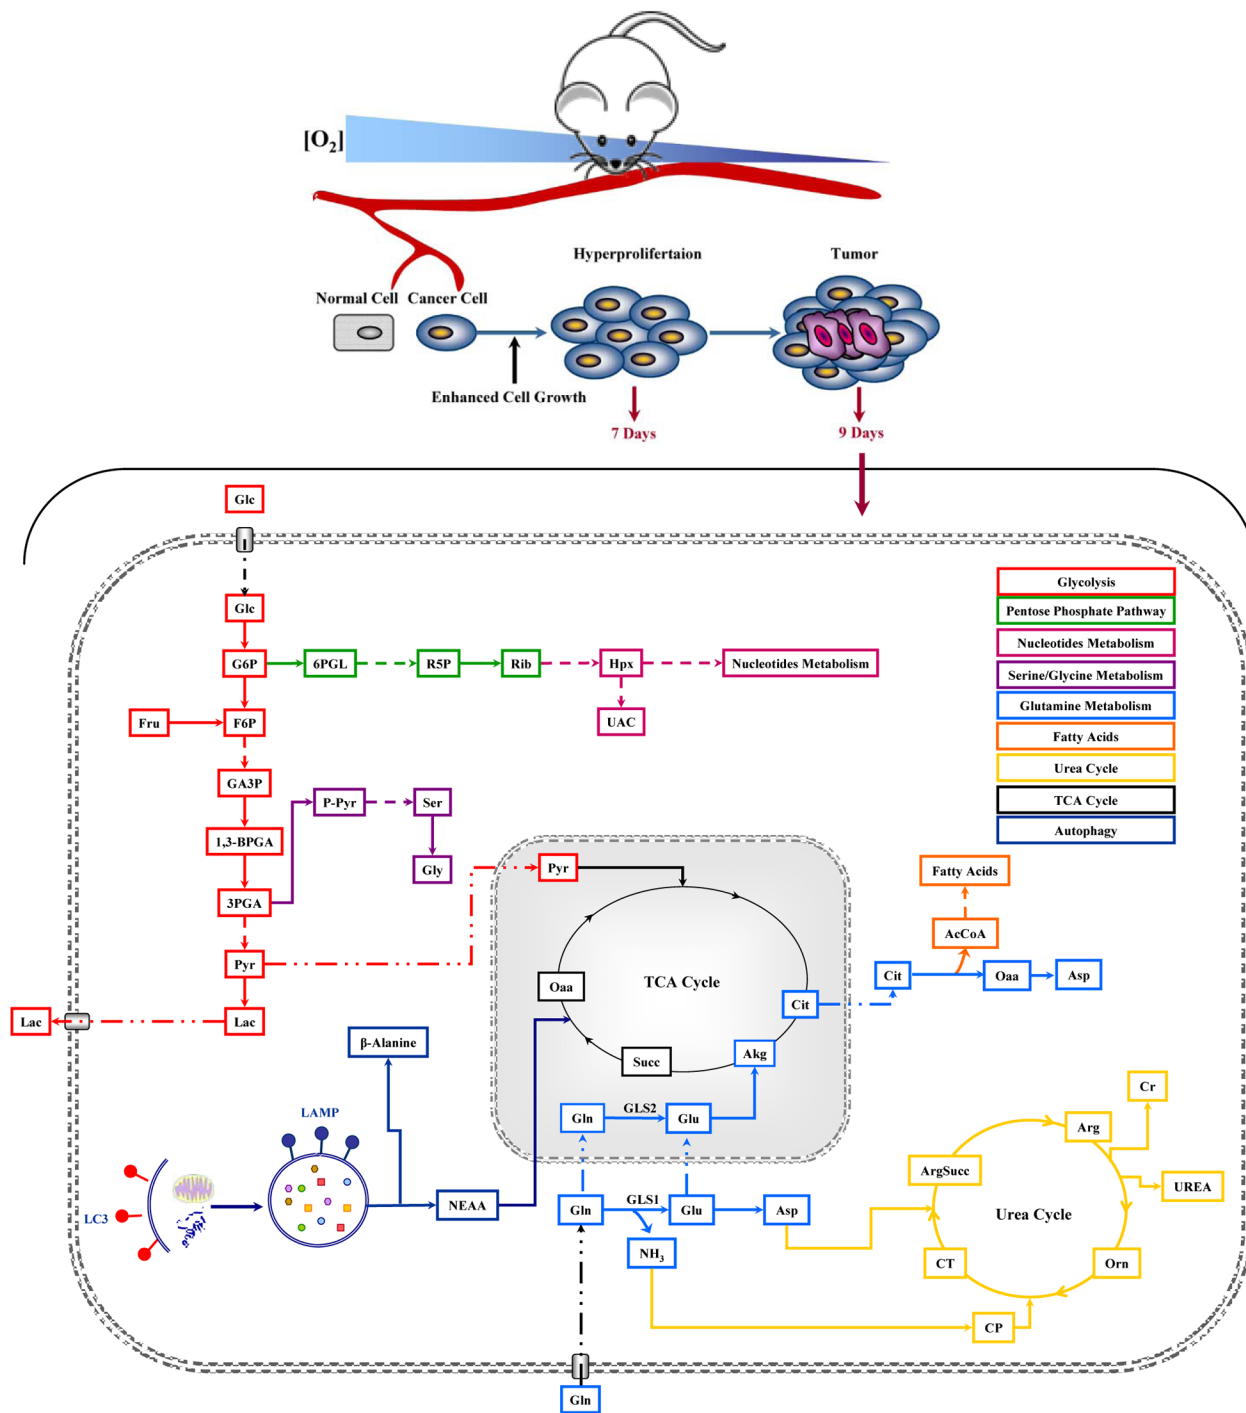 [O₂]
Hyperprolifertaion
Tumor
Normal Cell
Cancer Cell
Enhanced Cell Growth
7 Days
9 Days
Glc
Glc
G6P
6PGL
R5P
Rib
Hpx
Nucleotides Metabolism
UAC
Fru
F6P
GA3P
P-Pyr
Ser
1,3-BPGA
Gly
3PGA
Pyr
Pyr
Lac
Lac
Glycolysis
Pentose Phosphate Pathway
Nucleotides Metabolism
Serine/Glycine Metabolism
Glutamine Metabolism
Fatty Acids
Urea Cycle
TCA Cycle
Autophagy
Fatty Acids
AcCoA
Cit
Oaa
Asp
TCA Cycle
Oaa
Cit
Succ
Akg
Gln
GLS2
Glu
β-Alanine
LAMP
LC3
NEAA
Gln
GLS1
Glu
Asp
NH₃
Cr
Arg
ArgSucc
UREA
Urea Cycle
CT
Orn
CP
Gln